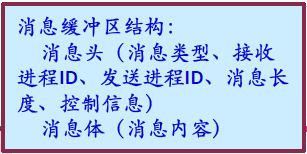 消息缓冲区结构：
消息头（消息类型、接收
进程ID、发送进程ID、消息长
度、控制信息）
消息体（消息内容）